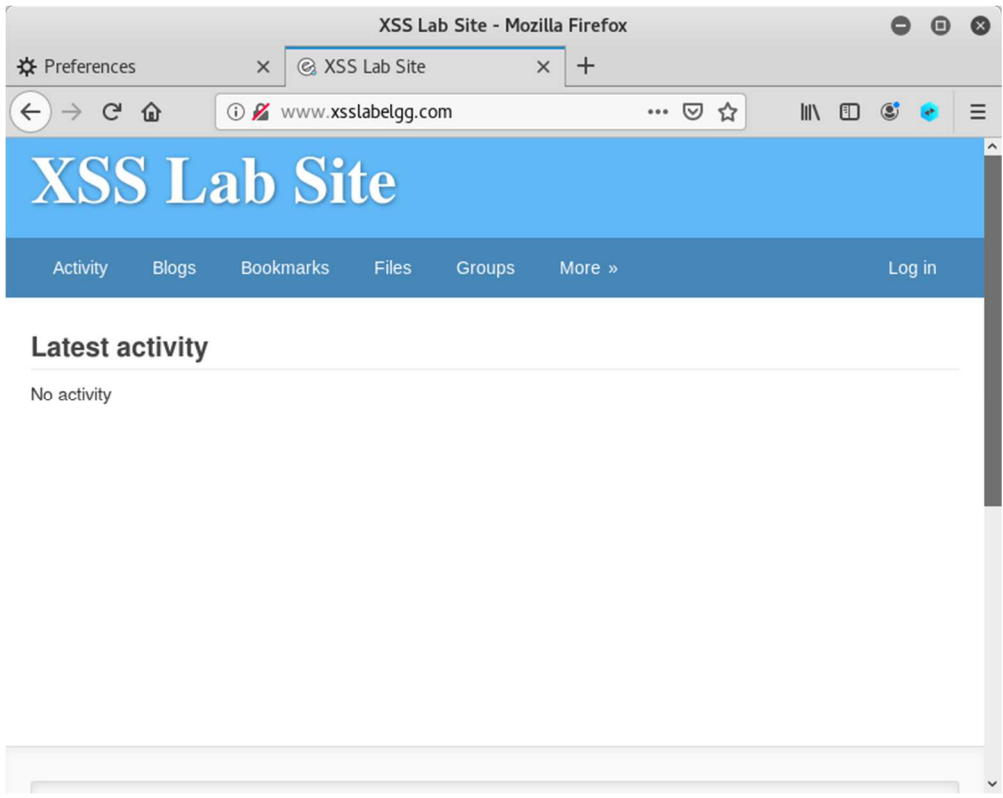 XSS Lab Site - Mozilla Firefox
Preferences XSS Lab Site
www.xsslabelgg.com
XSS Lab Site
Activity Blogs Bookmarks Files Groups More » Log in
Latest activity
No activity